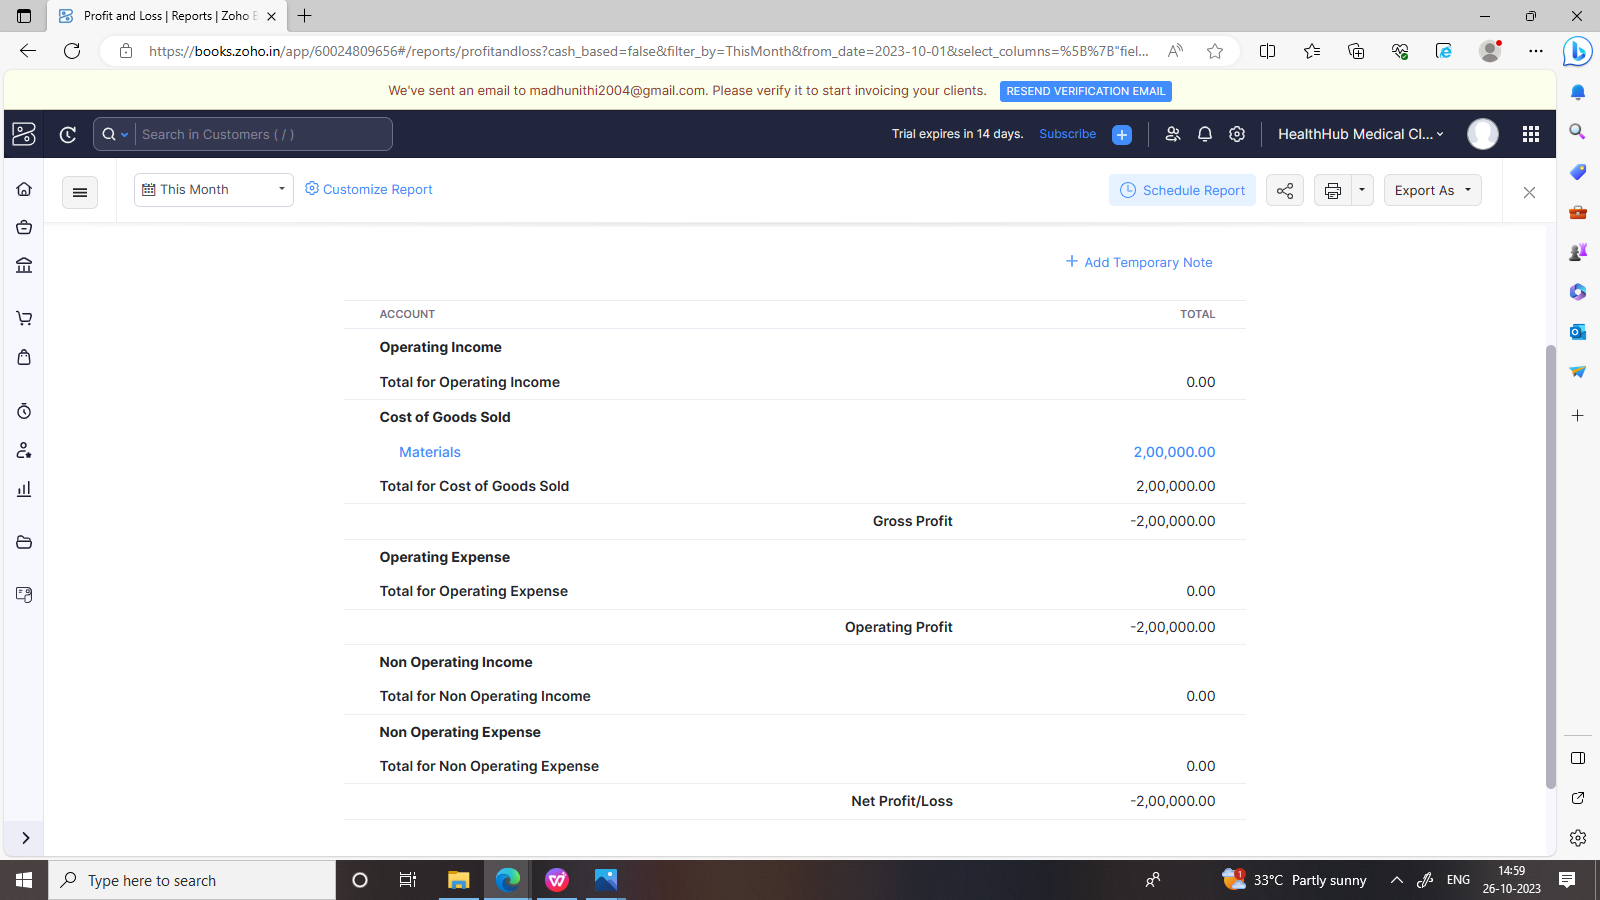 Profit and Loss | Reports | Zoho B
https://books.zoho.in/app/60024809656#/reports/profitandloss?cash_based=false&filter_by=ThisMonth&from_date=2023-10-01&select_columns=%5B%7B"fiel...
We've sent an email to madhunithi2004@gmail.com. Please verify it to start invoicing your clients. RESEND VERIFICATION EMAIL
Search in Customers ( / ) Trial expires in 14 days. Subscribe HealthHub Medical Cl...
This Month Customize Report Schedule Report Export As
+ Add Temporary Note
ACCOUNT TOTAL
Operating Income
Total for Operating Income 0.00
Cost of Goods Sold
Materials 2,00,000.00
Total for Cost of Goods Sold 2,00,000.00
Gross Profit -2,00,000.00
Operating Expense
Total for Operating Expense 0.00
Operating Profit -2,00,000.00
Non Operating Income
Total for Non Operating Income 0.00
Non Operating Expense
Total for Non Operating Expense 0.00
Net Profit/Loss -2,00,000.00
Type here to search 1 33°C Partly sunny ENG 14:59
26-10-2023